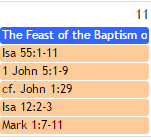 11
The Feast of the Baptism o
Isa 55:1-11
1 John 5:1-9
cf. John 1:29
Isa 12:2-3
Mark 1:7-11